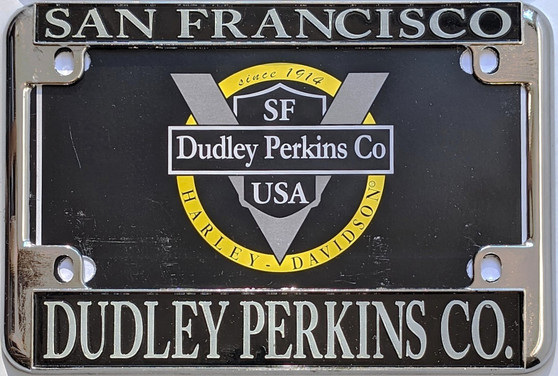 SAN FRANCISCO
since 1914
SF
Dudley Perkins Co
USA
HARLEY-DAVIDSON
DUDLEY PERKINS CO.